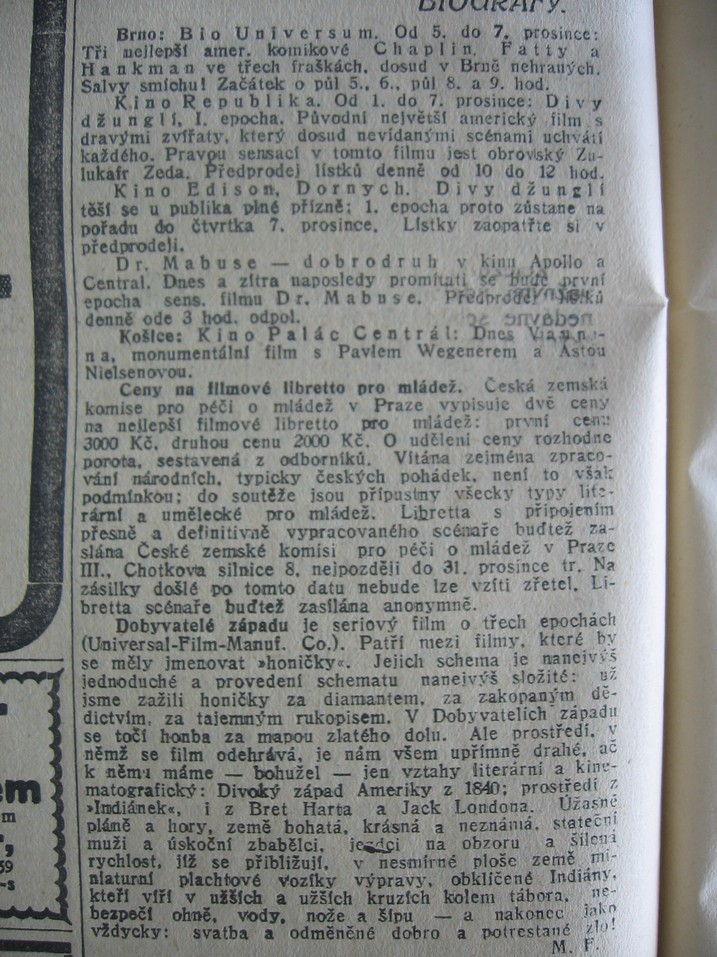 BIOGRAFY.
Brno: Bio Universum. Od 5. do 7. prosince:
Tři nejlepší amer. komikové Chaplin, Fatty a
Hankman ve třech fraškách, dosud v Brně nehraných.
Salvy smíchu! Začátek o půl 5., 6., půl 8. a 9. hod.
Kino Republika. Od 1. do 7. prosince: Divy
džunglí, I. epocha. Původní největší americký film s
dravými zvířaty, který dosud nevídanými scénami uchvátí
každého. Pravou sensací v tomto filmu jest obrovský Zu-
lukafr Zeda. Předprodej lístků denně od 10 do 12 hod.
Kino Edison, Dornych. Divy džunglí
těší se u publika plné přízně; 1. epocha proto zůstane na
pořadu do čtvrtka 7. prosince. Lístky zaopatřte si v
předprodeji.
Dr. Mabuse — dobrodruh v kinu Apollo a
Central. Dnes a zítra naposledy promítati se bude první
epocha sens. filmu Dr. Mabuse. Předprodej lístků
denně ode 3 hod. odpol.
Košice: Kino Palác Centrál: Dnes
na, monumentální film s Pavlem Wegenerem a Astou
Nielsenovou.
Ceny na filmové libretto pro mládež. Česká zemská
komise pro péči o mládež v Praze vypisuje dvě ceny
na nejlepší filmové libretto pro mládež: první cenu
3000 Kč, druhou cenu 2000 Kč. O udělení ceny rozhodne
porota, sestavená z odborníků. Vítána zejména zpraco-
vání národních, typicky českých pohádek, není to však
podmínkou; do soutěže jsou přípustny všecky typy lite-
rární a umělecké pro mládež. Libretta s připojením
přesně a definitivně vypracovaného scénaře buďtež za-
slána České zemské komisi pro péči o mládež v Praze
III., Chotkova silnice 8, nejpozději do 31. prosince tr. Na
zásilky došlé po tomto datu nebude lze vzíti zřetel. Li-
bretta scénaře buďtež zasílána anonymně.
Dobyvatelé západu je seriový film o třech epochách
(Universal-Film-Manuf. Co.). Patří mezi filmy, které by
se měly jmenovat »honičky«. Jejich schema je nanejvýš
jednoduché a provedení schematu nanejvýš složité: už
jsme zažili honičky za diamantem, za zakopaným dě-
dictvím, za tajemným rukopisem. V Dobyvatelích západu
se točí honba za mapou zlatého dolu. Ale prostředí, v
němž se film odehrává, je nám všem upřímně drahé, ač
k němu máme — bohužel — jen vztahy literární a kine-
matografický: Divoký západ Ameriky z 1840; prostředí z
»Indiánek«, i z Bret Harta a Jack Londona. Úžasné
pláně a hory, země bohatá, krásná a neznámá, stateční
muži a úskoční zbabělci, jezdci na obzoru a šílená
rychlost, jíž se přibližují, v nesmírné ploše země mi-
niaturní plachtové vozíky výpravy, obklíčené Indiány,
kteří víří v užších a užších kruzích kolem tábora, ne-
bezpečí ohně, vody, nože a šípu — a nakonec jako
vždycky: svatba a odměněné dobro a potrestané zlo!
M. F.
em
m
59
-s